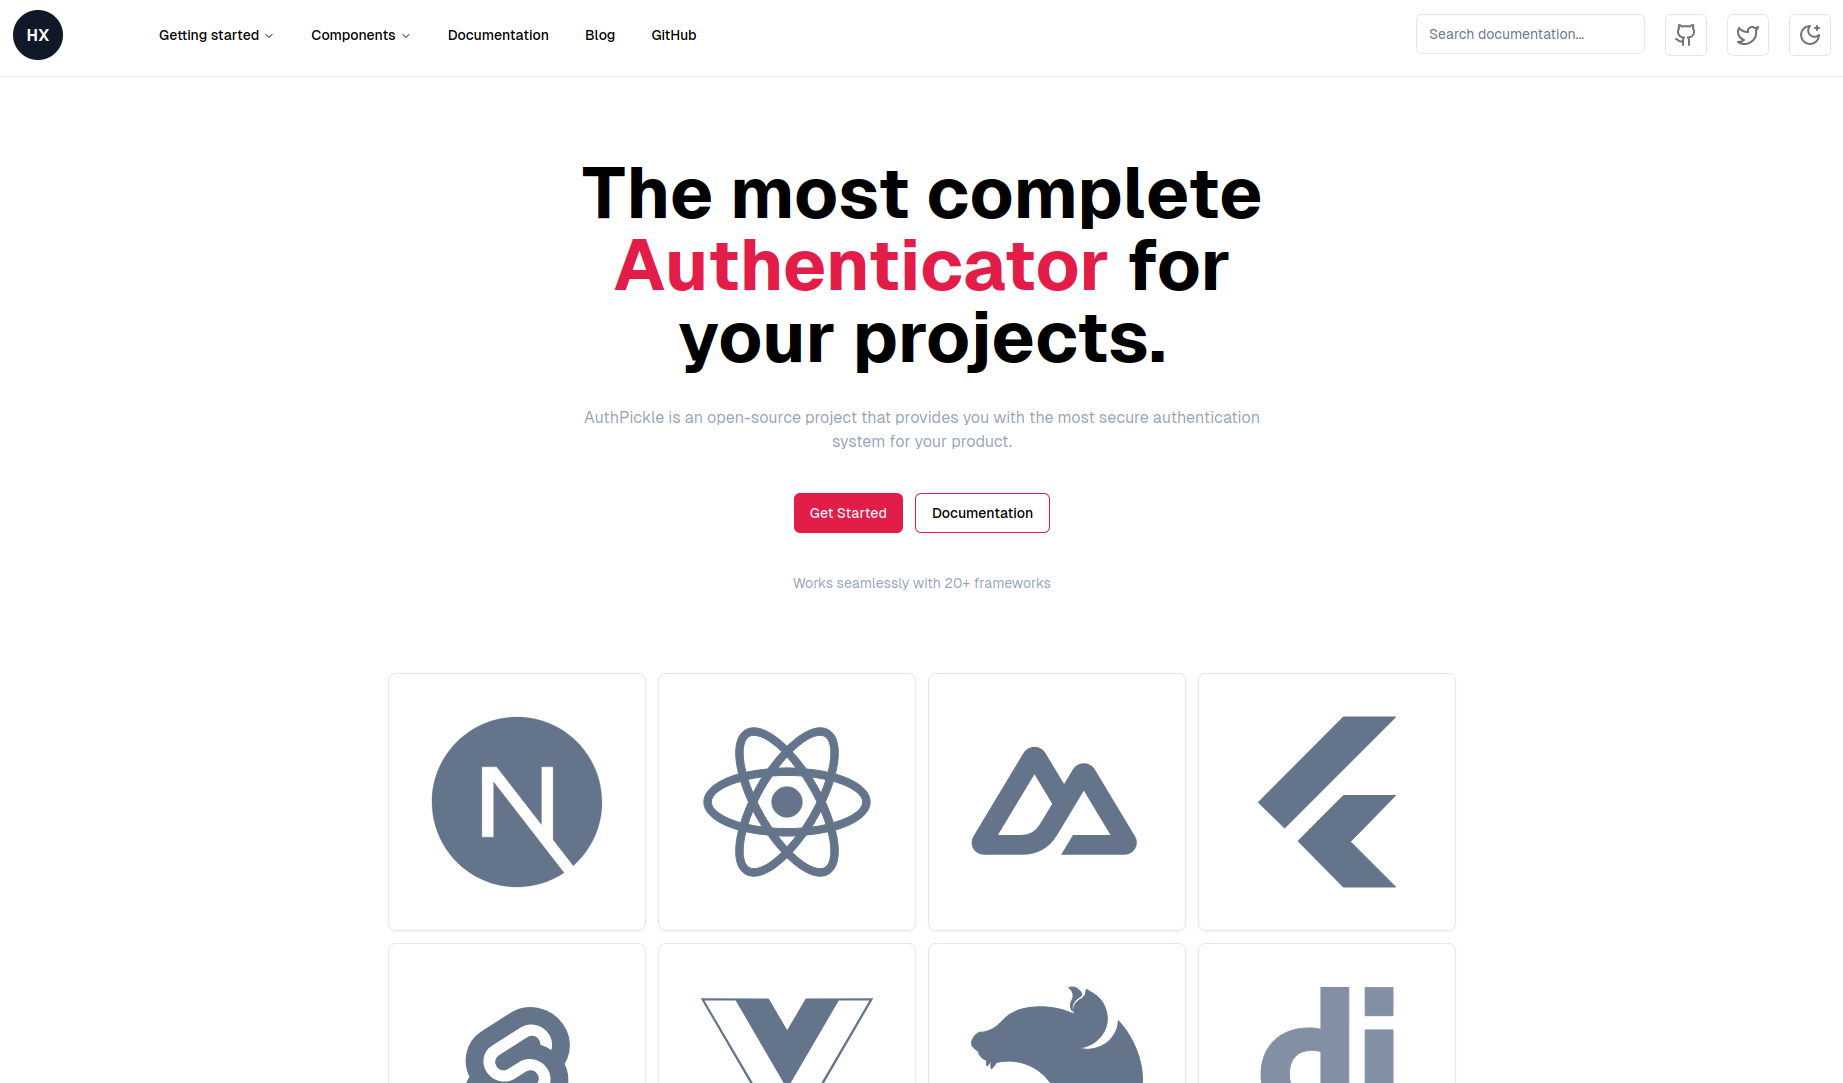 HX
Getting started
Components
Documentation
Blog
GitHub
Search documentation...
The most complete
Authenticator for
your projects.
AuthPickle is an open-source project that provides you with the most secure authentication
system for your product.
Get Started
Documentation
Works seamlessly with 20+ frameworks
N
dj